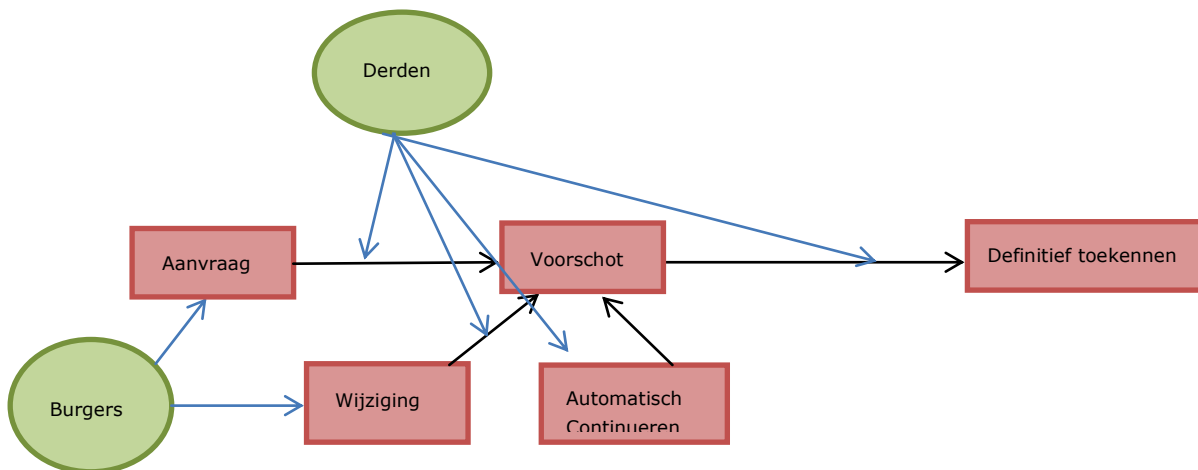 Derden
Aanvraag
Voorschot
Definitief toekennen
Burgers
Wijziging
Automatisch
Continueren